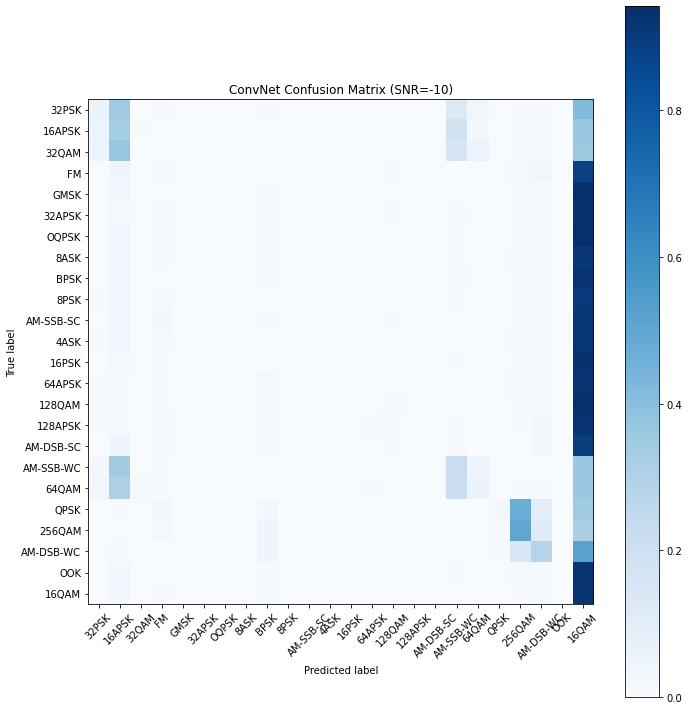 ConvNet Confusion Matrix (SNR=-10)
True label
32PSK
16APSK
32QAM
FM
GMSK
32APSK
OQPSK
8ASK
BPSK
8PSK
AM-SSB-SC
4ASK
16PSK
64APSK
128QAM
128APSK
AM-DSB-SC
AM-SSB-WC
64QAM
QPSK
256QAM
AM-DSB-WC
OOK
16QAM
32PSK
16APSK
32QAM
FM
GMSK
32APSK
OQPSK
8ASK
BPSK
8PSK
AM-SSB-SC
4ASK
16PSK
64APSK
128QAM
128APSK
AM-DSB-SC
AM-SSB-WC
64QAM
QPSK
256QAM
AM-DSB-WC
OOK
16QAM
Predicted label
0.8
0.6
0.4
0.2
0.0